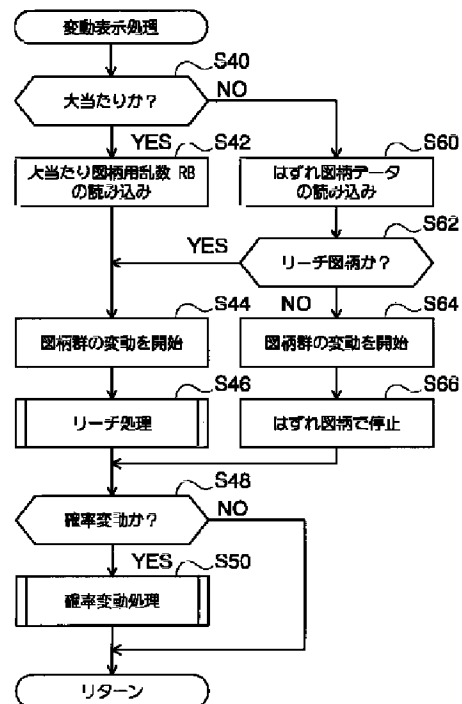 変動表示処理
S40
大当たりか？
NO
YES
S42
S60
大当たり図柄用乱数 RB
の読み込み
はずれ図柄データ
の読み込み
S62
YES
リーチ図柄か？
NO
S44
S64
図柄群の変動を開始
図柄群の変動を開始
S46
S66
リーチ処理
はずれ図柄で停止
S48
確率変動か？
NO
YES
S50
確率変動処理
リターン